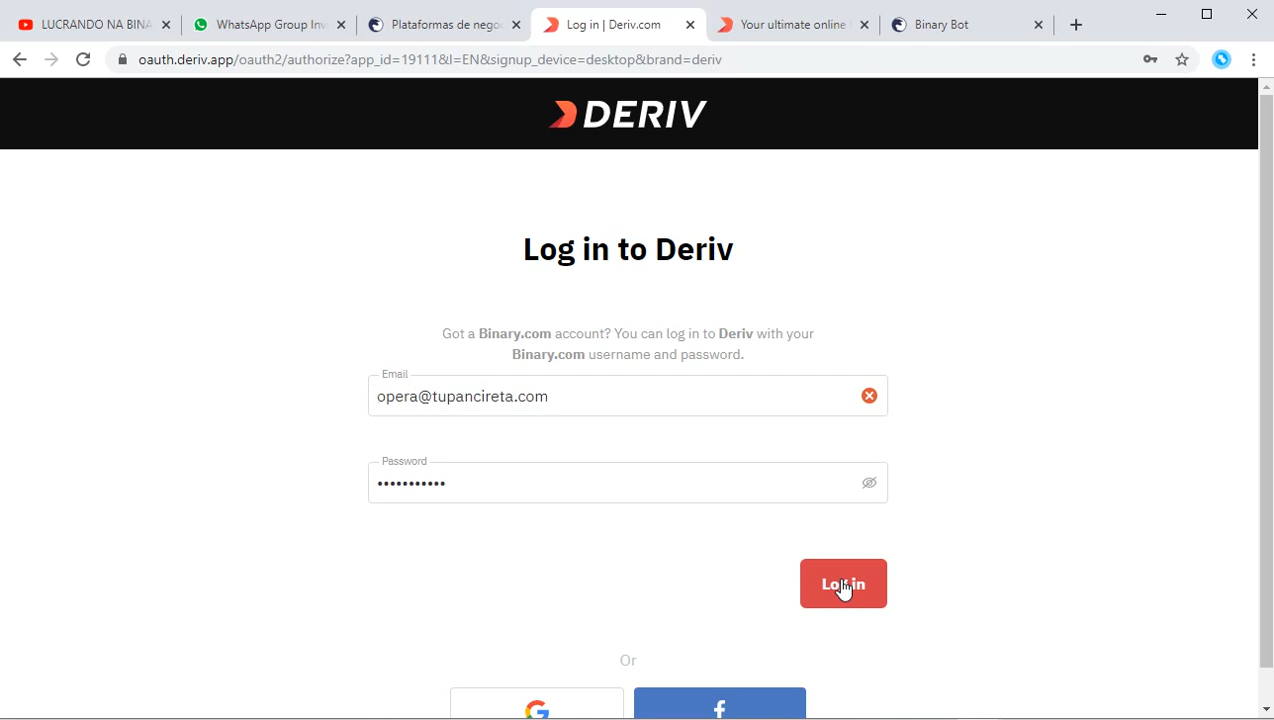 LUCRANDO NA BINA
WhatsApp Group Inv
Plataformas de nego
Log in | Deriv.com
Your ultimate online
Binary Bot
oauth.deriv.app/oauth2/authorize?app_id=19111&l=EN&signup_device=desktop&brand=deriv
DERIV
Log in to Deriv
Got a Binary.com account? You can log in to Deriv with your
Binary.com username and password.
Email
opera@tupancireta.com
Password
•••••••••••
Log in
Or